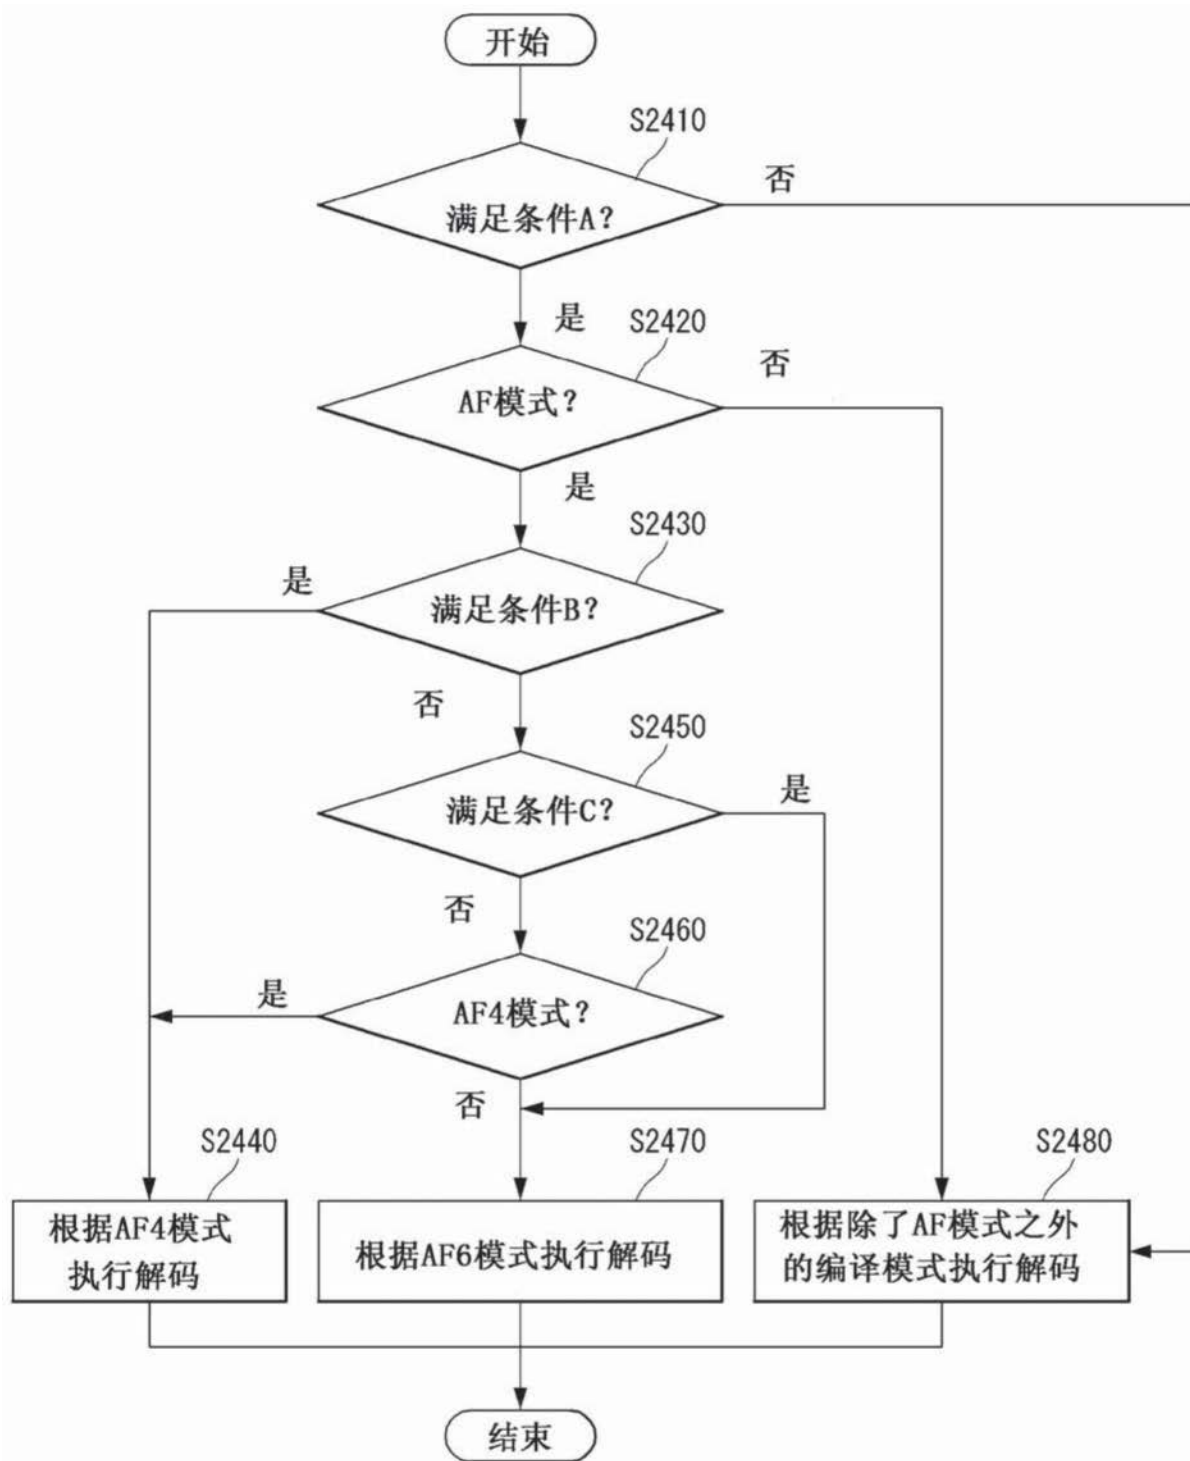 开始
S2410
满足条件A?
否
是
S2420
AF模式?
否
是
S2430
满足条件B?
是
否
S2450
满足条件C?
是
否
S2460
AF4模式?
是
否
S2440
根据AF4模式
执行解码
S2470
根据AF6模式执行解码
S2480
根据除了AF模式之外
的编译模式执行解码
结束